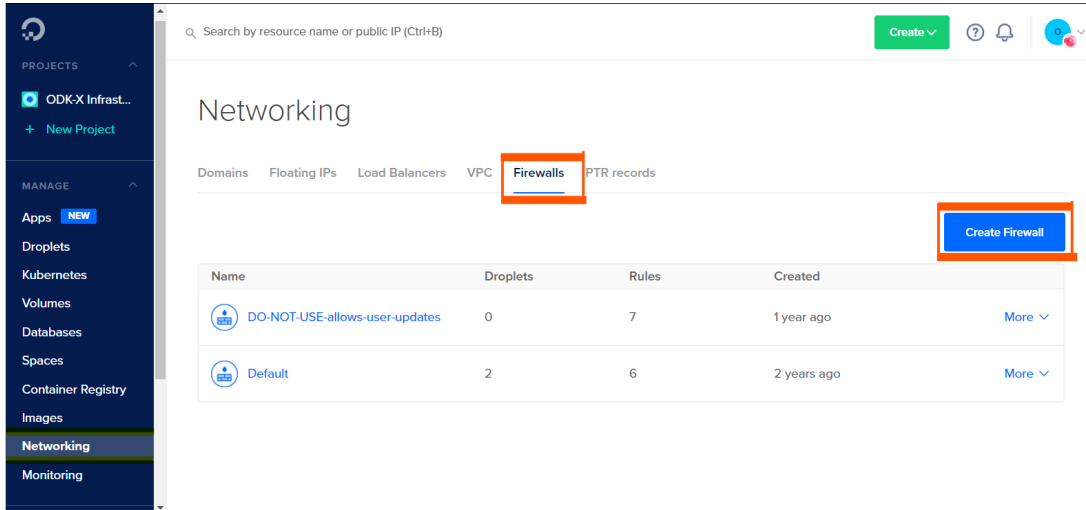 Search by resource name or public IP (Ctrl+B)
Create
?
O
PROJECTS
ODK-X Infrast...
+ New Project
MANAGE
Apps NEW
Droplets
Kubernetes
Volumes
Databases
Spaces
Container Registry
Images
Networking
Monitoring
Networking
Domains Floating IPs Load Balancers VPC Firewalls PTR records
Create Firewall
Name Droplets Rules Created
DO-NOT-USE-allows-user-updates 0 7 1 year ago More
Default 2 6 2 years ago More